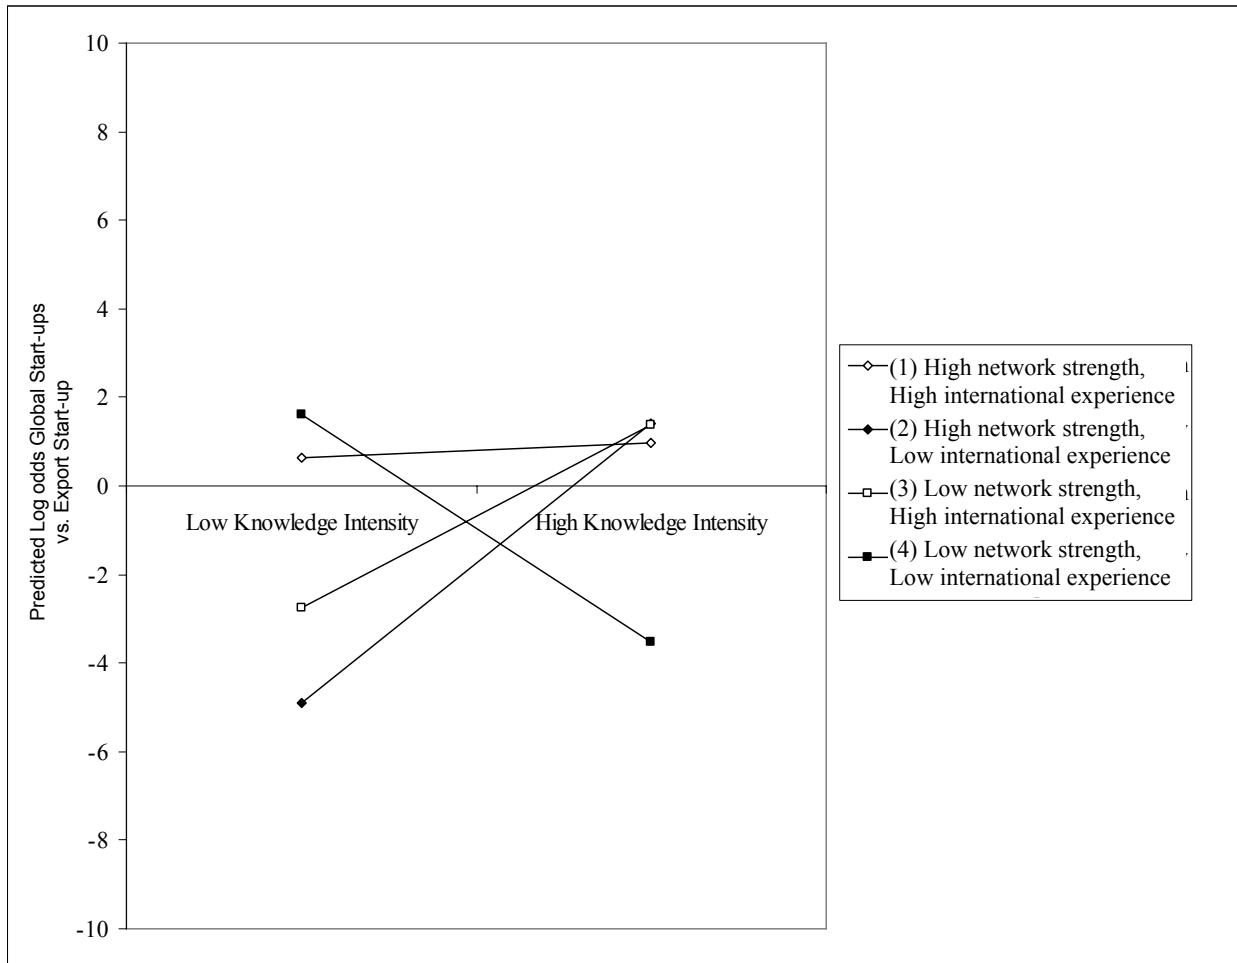 10
8
6
4
2
0
-2
-4
-6
-8
-10
Predicted Log odds Global Start-ups
vs. Export Start-up
Low Knowledge Intensity
High Knowledge Intensity
(1) High network strength,
High international experience
(2) High network strength,
Low international experience
(3) Low network strength,
High international experience
(4) Low network strength,
Low international experience